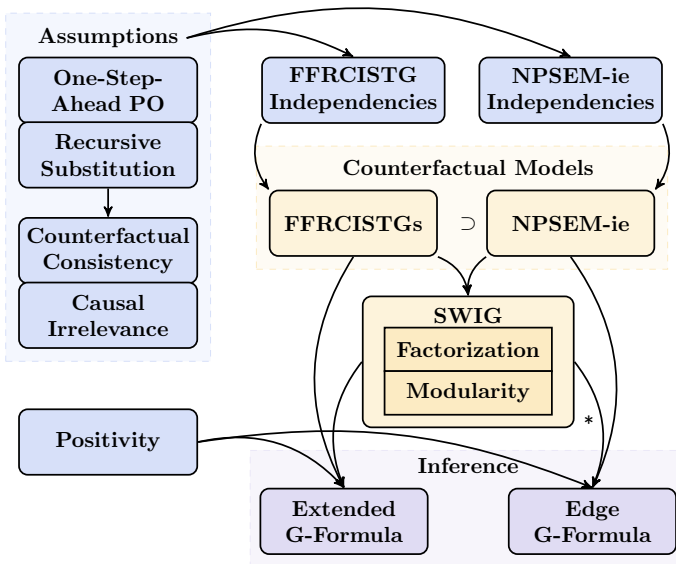 Assumptions
One-Step-
Ahead PO
Recursive
Substitution
Counterfactual
Consistency
Causal
Irrelevance
Positivity
FFRCISTG
Independencies
NPSEM-ie
Independencies
Counterfactual Models
FFRCISTGs
⊃
NPSEM-ie
SWIG
Factorization
Modularity
*
Inference
Extended
G-Formula
Edge
G-Formula